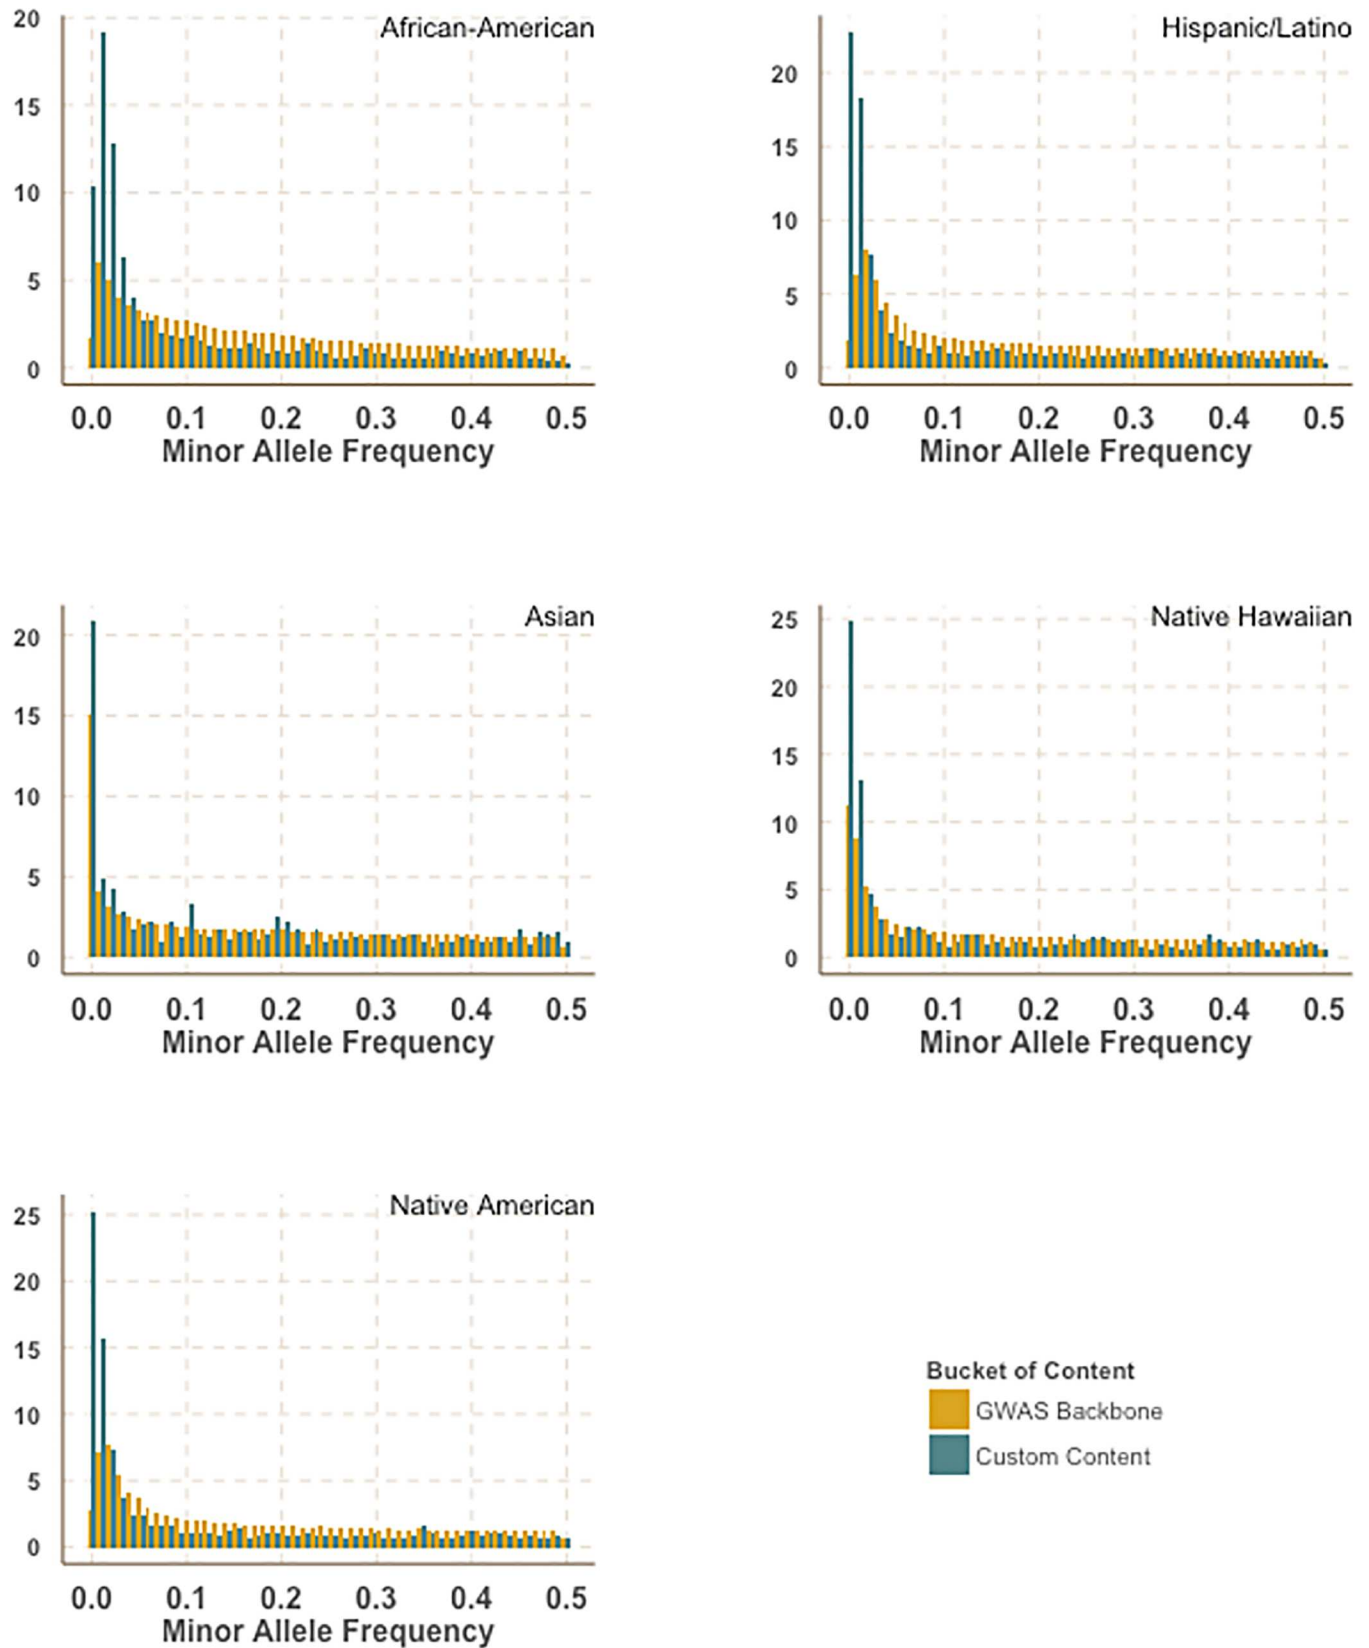 African-American
20
15
10
5
0
0.0 0.1 0.2 0.3 0.4 0.5
Minor Allele Frequency
Hispanic/Latino
20
15
10
5
0
0.0 0.1 0.2 0.3 0.4 0.5
Minor Allele Frequency
Asian
20
15
10
5
0
0.0 0.1 0.2 0.3 0.4 0.5
Minor Allele Frequency
Native Hawaiian
25
20
15
10
5
0
0.0 0.1 0.2 0.3 0.4 0.5
Minor Allele Frequency
Native American
25
20
15
10
5
0
0.0 0.1 0.2 0.3 0.4 0.5
Minor Allele Frequency
Bucket of Content
GWAS Backbone
Custom Content